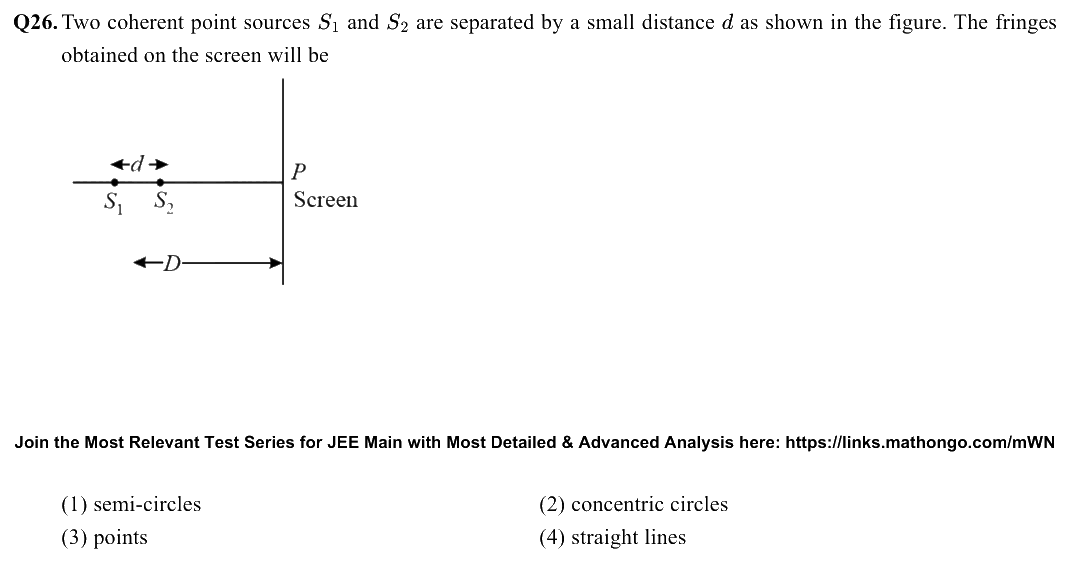 Q26. Two coherent point sources S₁ and S₂ are separated by a small distance d as shown in the figure. The fringes
obtained on the screen will be
d
P
S₁ S₂ Screen
D
Join the Most Relevant Test Series for JEE Main with Most Detailed & Advanced Analysis here: https://links.mathongo.com/mWN
(1) semi-circles (2) concentric circles
(3) points (4) straight lines